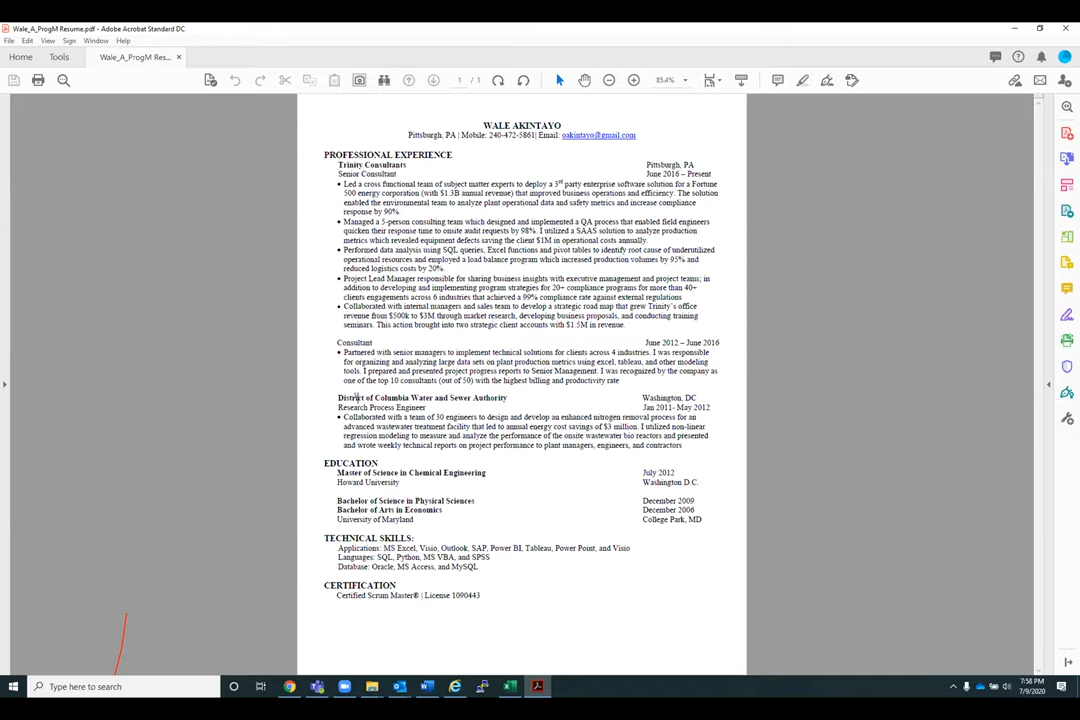 Wale_A_ProgM Resume.pdf - Adobe Acrobat Standard DC
File Edit View Sign Window Help
Home Tools Wale_A_ProgM Res... ×
1 / 1 85.4%
WALE AKINTAYO
Pittsburgh, PA | Mobile: 240-472-5861| Email: oakintayo@gmail.com
PROFESSIONAL EXPERIENCE
Trinity Consultants Pittsburgh, PA
Senior Consultant June 2016 – Present
• Led a cross functional team of subject matter experts to deploy a 3rd party enterprise software solution for a Fortune
500 energy corporation (with $1.3B annual revenue) that improved business operations and efficiency. The solution
enabled the environmental team to analyze plant operational data and safety metrics and increase compliance
response by 90%.
• Managed a 5-person consulting team which designed and implemented a QA process that enabled field engineers
quicken their response time to onsite audit requests by 98%. I utilized a SAAS solution to analyze production
metrics which revealed equipment defects saving the client $1M in operational costs annually.
• Performed data analysis using SQL queries, Excel functions and pivot tables to identify root cause of underutilized
operational resources and employed a load balance program which increased production volumes by 95% and
reduced logistics costs by 20%.
• Project Lead Manager responsible for sharing business insights with executive management and project teams; in
addition to developing and implementing program strategies for 20+ compliance programs for more than 40+
clients engagements across 6 industries that achieved a 99% compliance rate against external regulations
• Collaborated with internal managers and sales team to develop a strategic road map that grew Trinity's office
revenue from $500k to $3M through market research, developing business proposals, and conducting training
seminars. This action brought into two strategic client accounts with $1.5M in revenue.
Consultant June 2012 – June 2016
• Partnered with senior managers to implement technical solutions for clients across 4 industries. I was responsible
for organizing and analyzing large data sets on plant production metrics using excel, tableau, and other modeling
tools. I prepared and presented project progress reports to Senior Management. I was recognized by the company as
one of the top 10 consultants (out of 50) with the highest billing and productivity rate
District of Columbia Water and Sewer Authority Washington, DC
Research Process Engineer Jan 2011- May 2012
• Collaborated with a team of 30 engineers to design and develop an enhanced nitrogen removal process for an
advanced wastewater treatment facility that led to annual energy cost savings of $3 million. I utilized non-linear
regression modeling to measure and analyze the performance of the onsite wastewater bio reactors and presented
and wrote weekly technical reports on project performance to plant managers, engineers, and contractors
EDUCATION
Master of Science in Chemical Engineering July 2012
Howard University Washington D.C.
Bachelor of Science in Physical Sciences December 2009
Bachelor of Arts in Economics December 2006
University of Maryland College Park, MD
TECHNICAL SKILLS:
Applications: MS Excel, Visio, Outlook, SAP, Power BI, Tableau, Power Point, and Visio
Languages: SQL, Python, MS VBA, and SPSS
Database: Oracle, MS Access, and MySQL
CERTIFICATION
Certified Scrum Master® | License 1090443
Type here to search
7:58 PM
7/9/2020